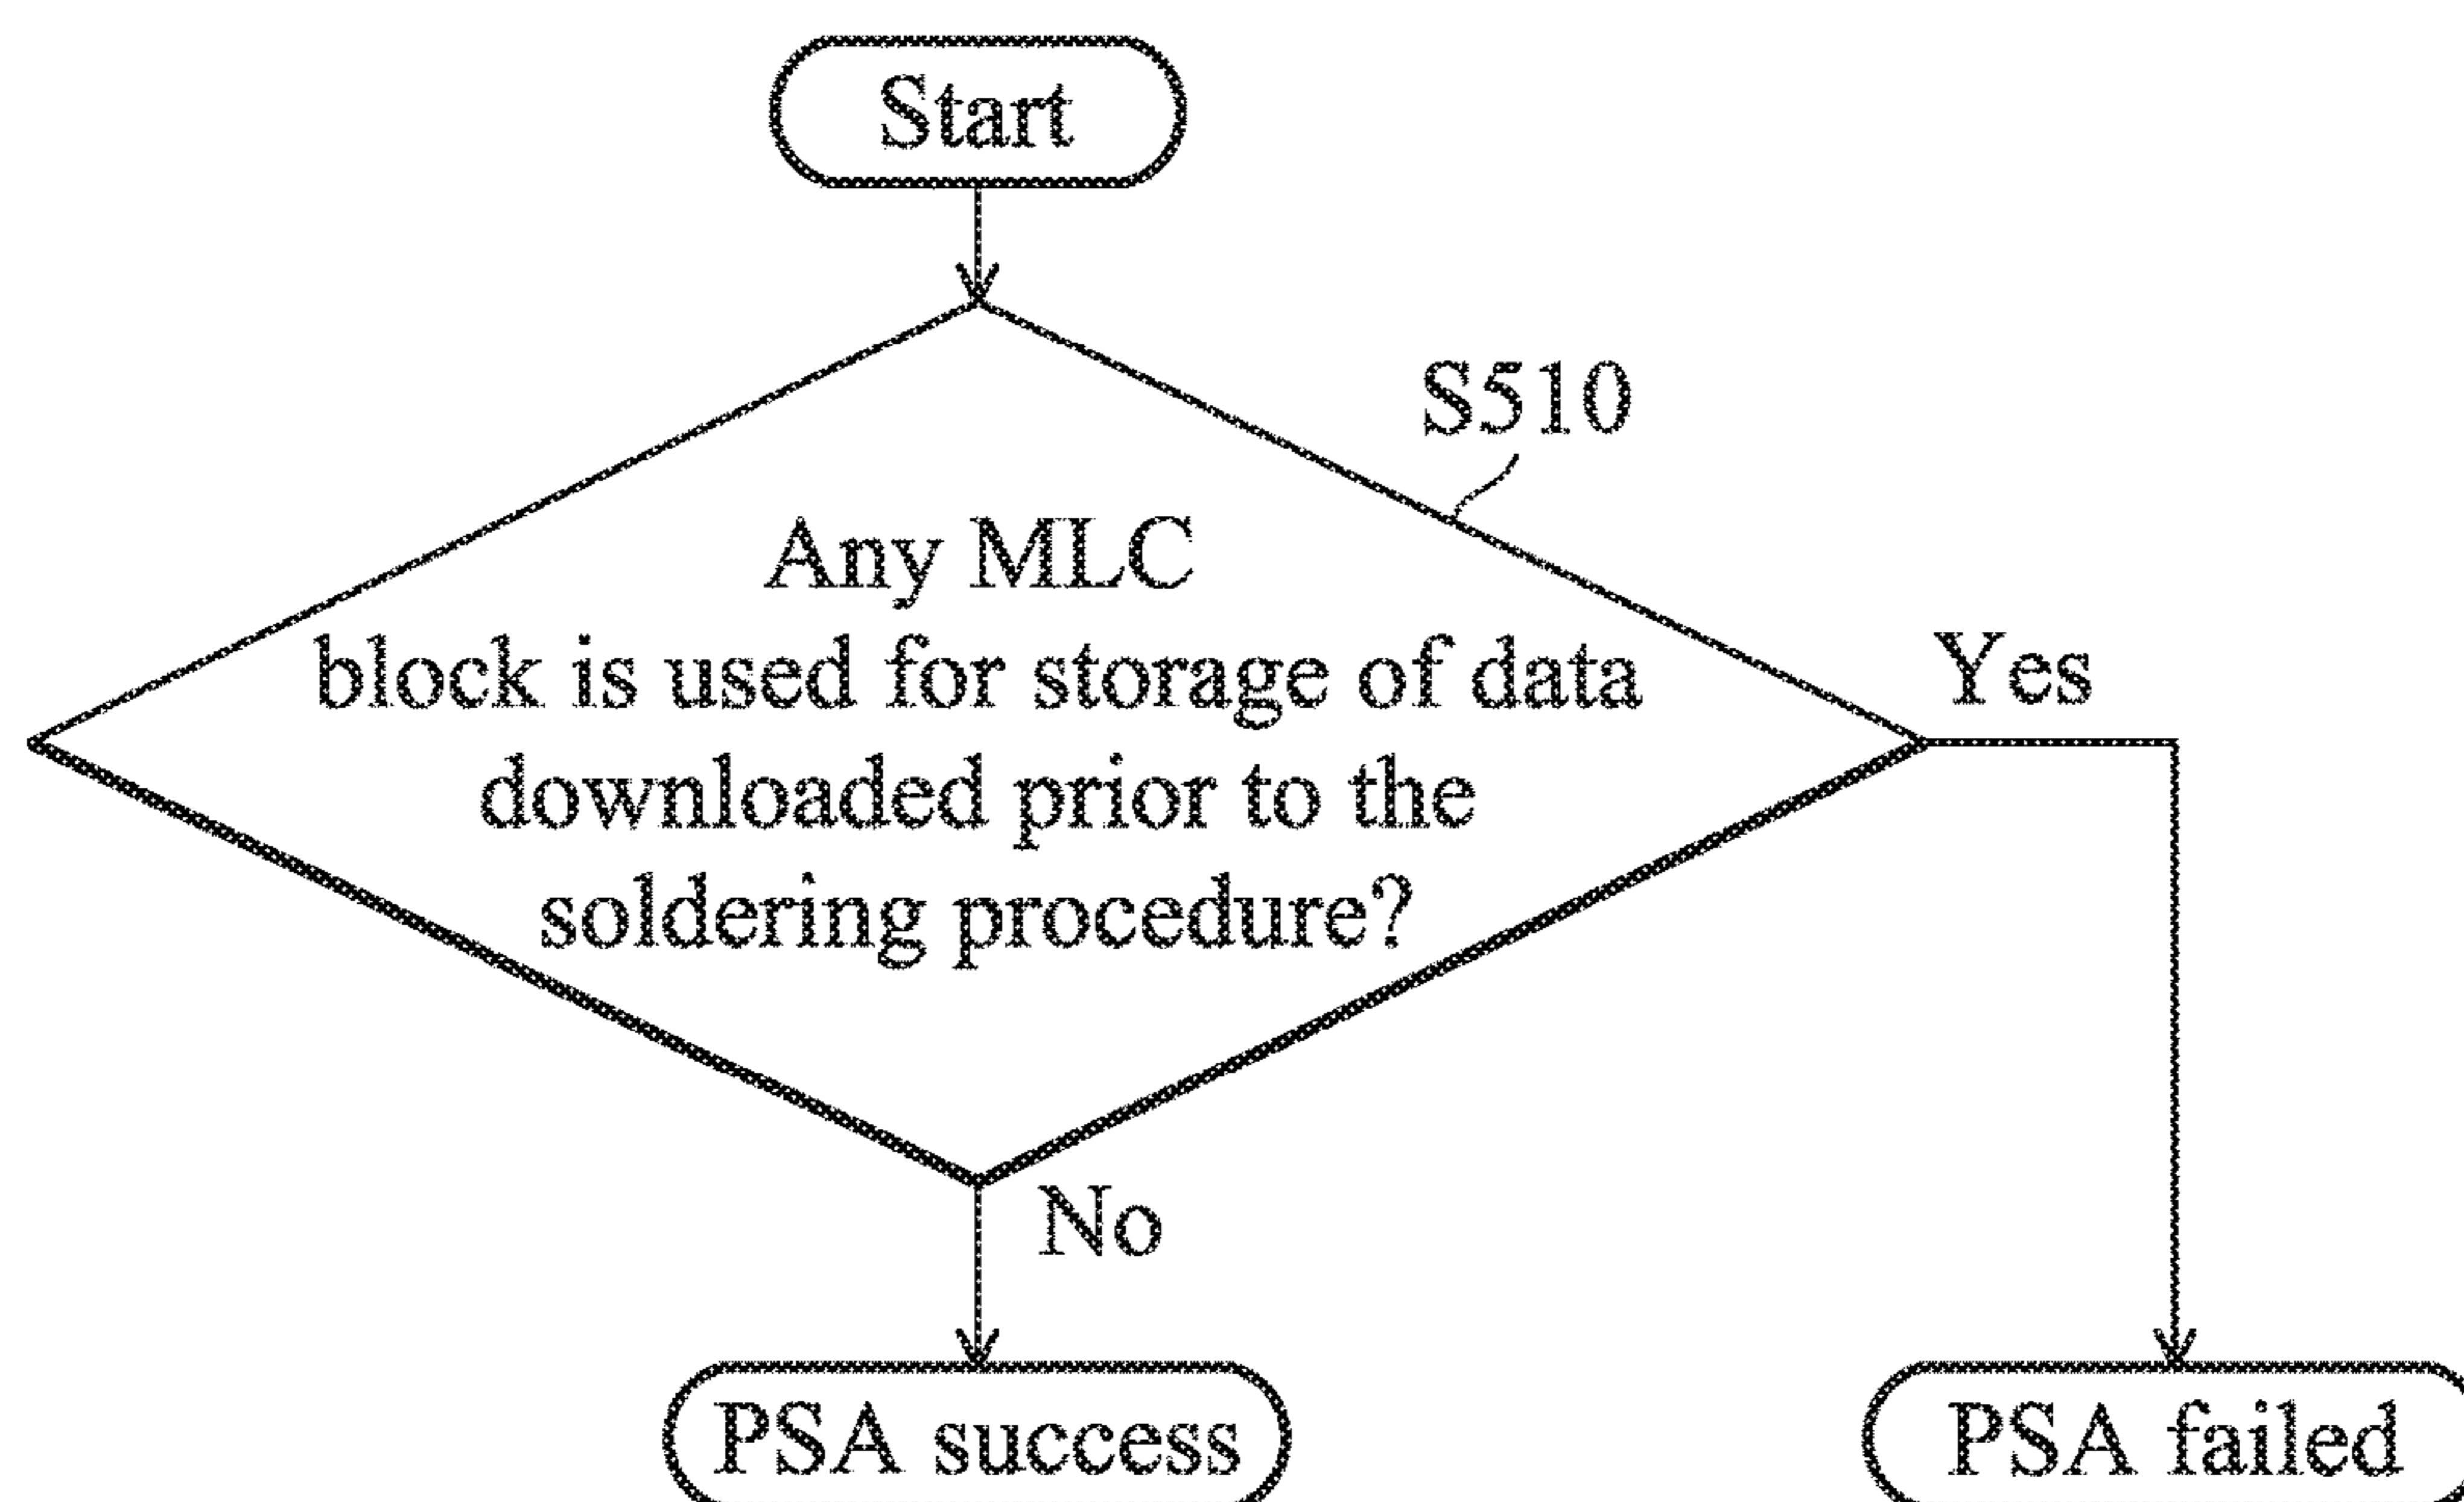 Start
S510
Any MLC
block is used for storage of data
downloaded prior to the
soldering procedure?
Yes
No
PSA success
PSA failed